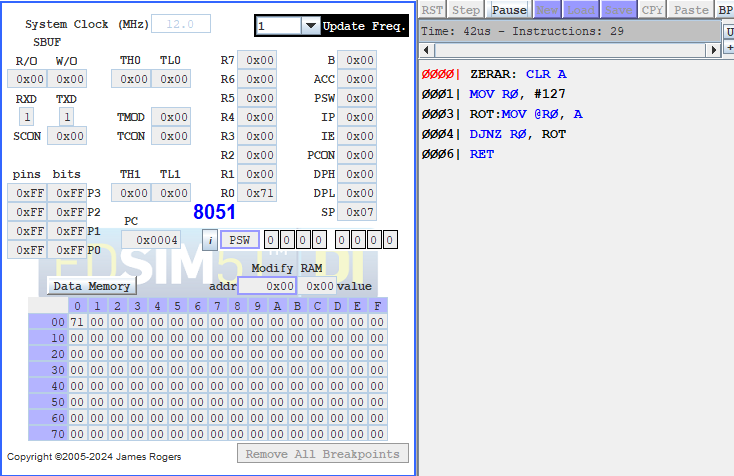 System Clock (MHz) 12.0 1 Update Freq.
SBUF
R/O W/O TH0 TL0 R7 0x00 B 0x00
0x00 0x00 0x00 0x00 R6 0x00 ACC 0x00
RXD TXD R5 0x00 PSW 0x00
1 1 TMOD 0x00 R4 0x00 IP 0x00
SCON 0x00 TCON 0x00 R3 0x00 IE 0x00
R2 0x00 PCON 0x00
pins bits TH1 TL1 R1 0x00 DPH 0x00
0xFF 0xFF P3 0x00 0x00 R0 0x71 DPL 0x00
0xFF 0xFF P2 8051 SP 0x07
0xFF 0xFF P1 PC
0xFF 0xFF P0 0x0004 i PSW 0 0 0 0 0 0 0 0
EDSIM51
Modify RAM
Data Memory addr 0x00 0x00 value
0 1 2 3 4 5 6 7 8 9 A B C D E F
00 71 00 00 00 00 00 00 00 00 00 00 00 00 00 00 00
10 00 00 00 00 00 00 00 00 00 00 00 00 00 00 00 00
20 00 00 00 00 00 00 00 00 00 00 00 00 00 00 00 00
30 00 00 00 00 00 00 00 00 00 00 00 00 00 00 00 00
40 00 00 00 00 00 00 00 00 00 00 00 00 00 00 00 00
50 00 00 00 00 00 00 00 00 00 00 00 00 00 00 00 00
60 00 00 00 00 00 00 00 00 00 00 00 00 00 00 00 00
70 00 00 00 00 00 00 00 00 00 00 00 00 00 00 00 00
Copyright ©2005-2024 James Rogers Remove All Breakpoints
RST Step Pause New Load Save CPY Paste BP
Time: 42us - Instructions: 29 U
+
0000| ZERAR: CLR A
0001| MOV R0, #127
0003| ROT:MOV @R0, A
0004| DJNZ R0, ROT
0006| RET